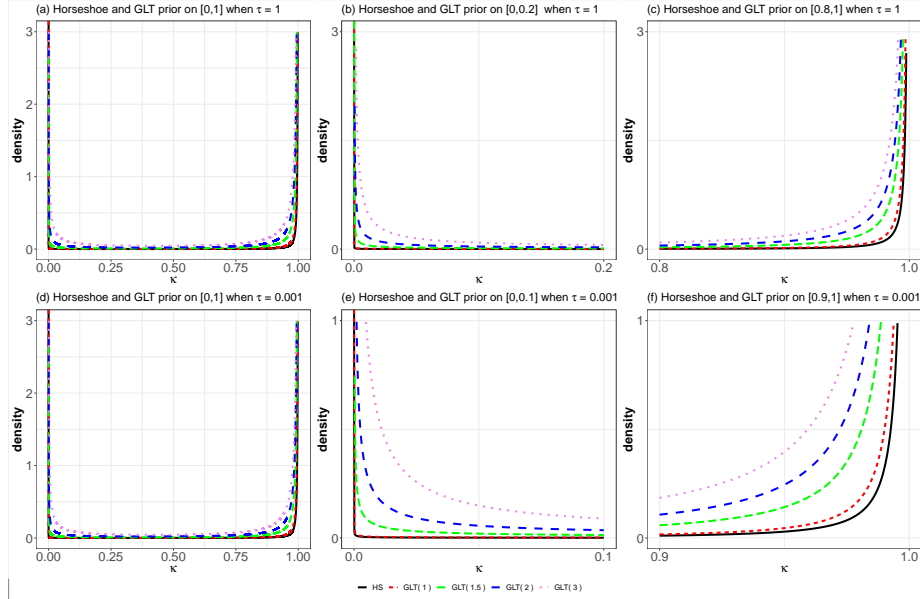 (a) Horseshoe and GLT prior on [0,1] when τ = 1
(b) Horseshoe and GLT prior on [0,0.2] when τ = 1
(c) Horseshoe and GLT prior on [0.8,1] when τ = 1
3
2
1
0
density
0.00 0.25 0.50 0.75 1.00
κ
3
2
1
0
density
0.0 0.2
κ
3
2
1
0
density
0.8 1.0
κ
(d) Horseshoe and GLT prior on [0,1] when τ = 0.001
(e) Horseshoe and GLT prior on [0,0.1] when τ = 0.001
(f) Horseshoe and GLT prior on [0.9,1] when τ = 0.001
3
2
1
0
density
0.00 0.25 0.50 0.75 1.00
κ
1
0
density
0.0 0.1
κ
1
0
density
0.9 1.0
κ
HS GLT( 1 ) GLT( 1.5 ) GLT( 2 ) GLT( 3 )